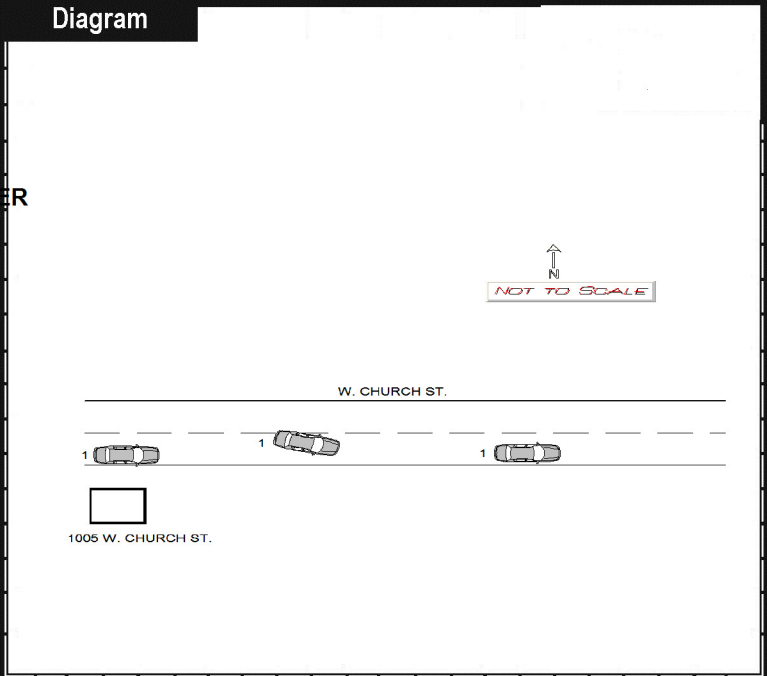 Diagram
ER
N
NOT TO SCALE
W. CHURCH ST.
1
1
1
1005 W. CHURCH ST.